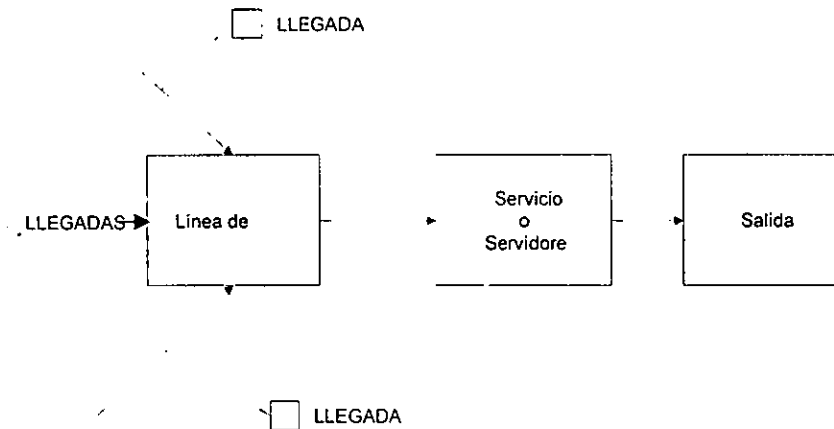 LLEGADA
LLEGADAS
Línea de
Servicio
o
Servidore
Salida
LLEGADA